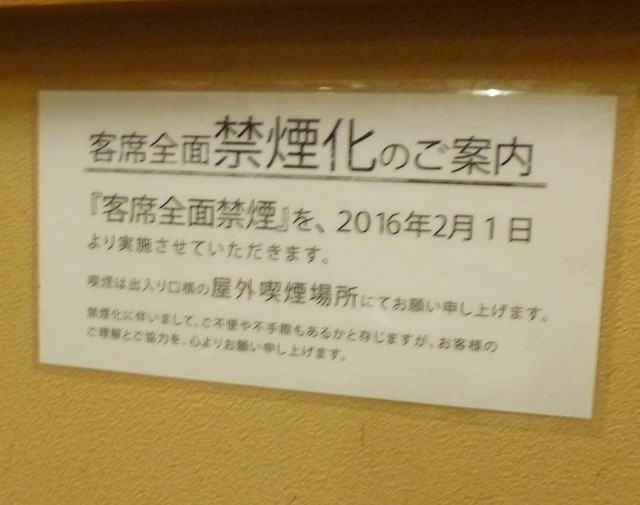 客席全面禁煙化のご案内
『客席全面禁煙』を、2016年2月1日
より実施させていただきます。
喫煙は出入り口横の屋外喫煙場所にてお願い申し上げます。
禁煙化に伴いまして、ご不便や不手際もあるかと存じますが、お客様の
ご理解とご協力を、心よりお願い申し上げます。